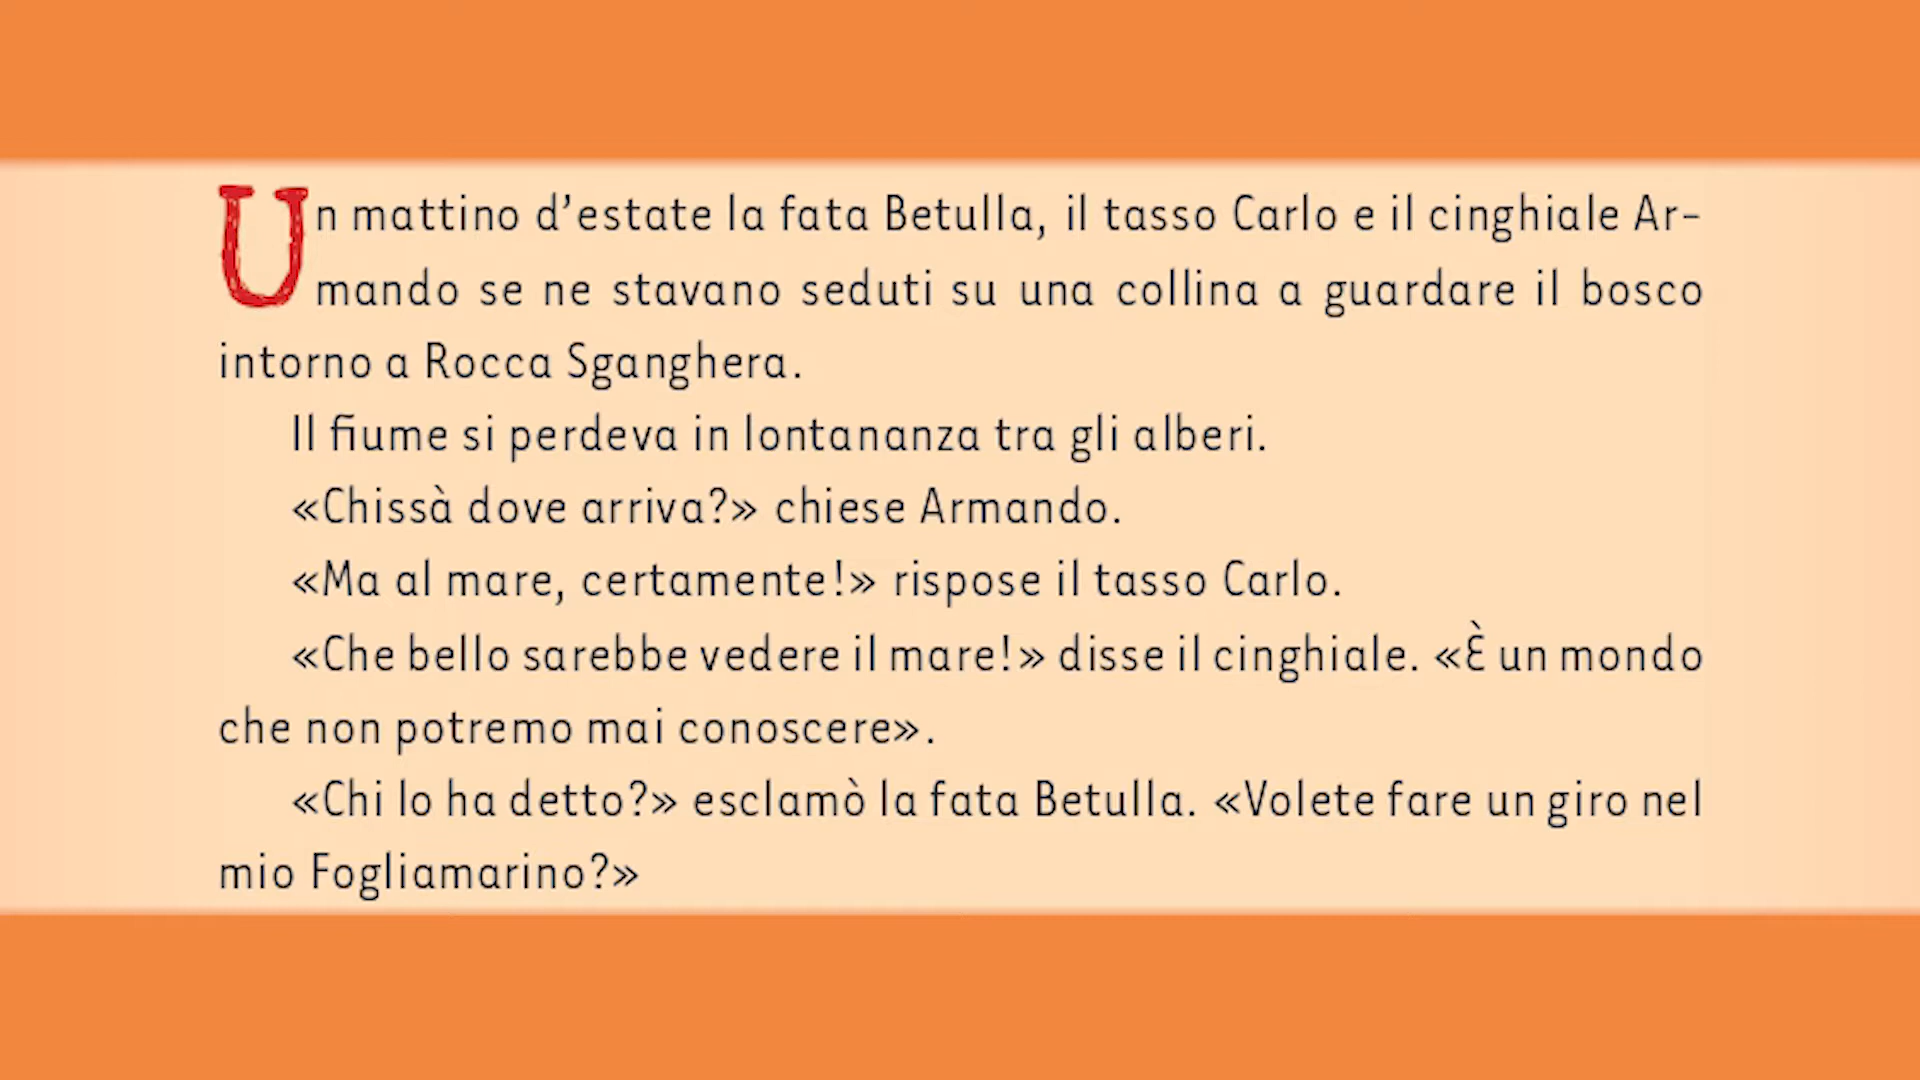 Un mattino d’estate la fata Betulla, il tasso Carlo e il cinghiale Ar-
mando se ne stavano seduti su una collina a guardare il bosco
intorno a Rocca Sganghera.
Il fiume si perdeva in lontananza tra gli alberi.
«Chissà dove arriva?» chiese Armando.
«Ma al mare, certamente!» rispose il tasso Carlo.
«Che bello sarebbe vedere il mare!» disse il cinghiale. «È un mondo
che non potremo mai conoscere».
«Chi lo ha detto?» esclamò la fata Betulla. «Volete fare un giro nel
mio Fogliamarino?»